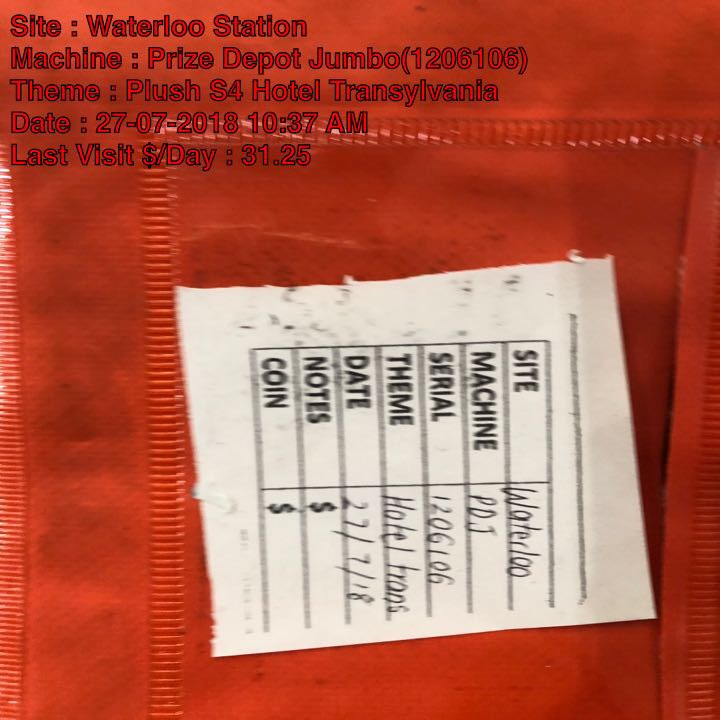 Site : Waterloo Station
Machine : Prize Depot Jumbo(1206106)
Theme : Plush S4 Hotel Transylvania
Date : 27-07-2018 10:37 AM
Last Visit $/Day : 31.25
SITE Waterloo
MACHINE PDJ
SERIAL 1206106
THEME Hotel trans
DATE 27/7/18
NOTES $
COIN $